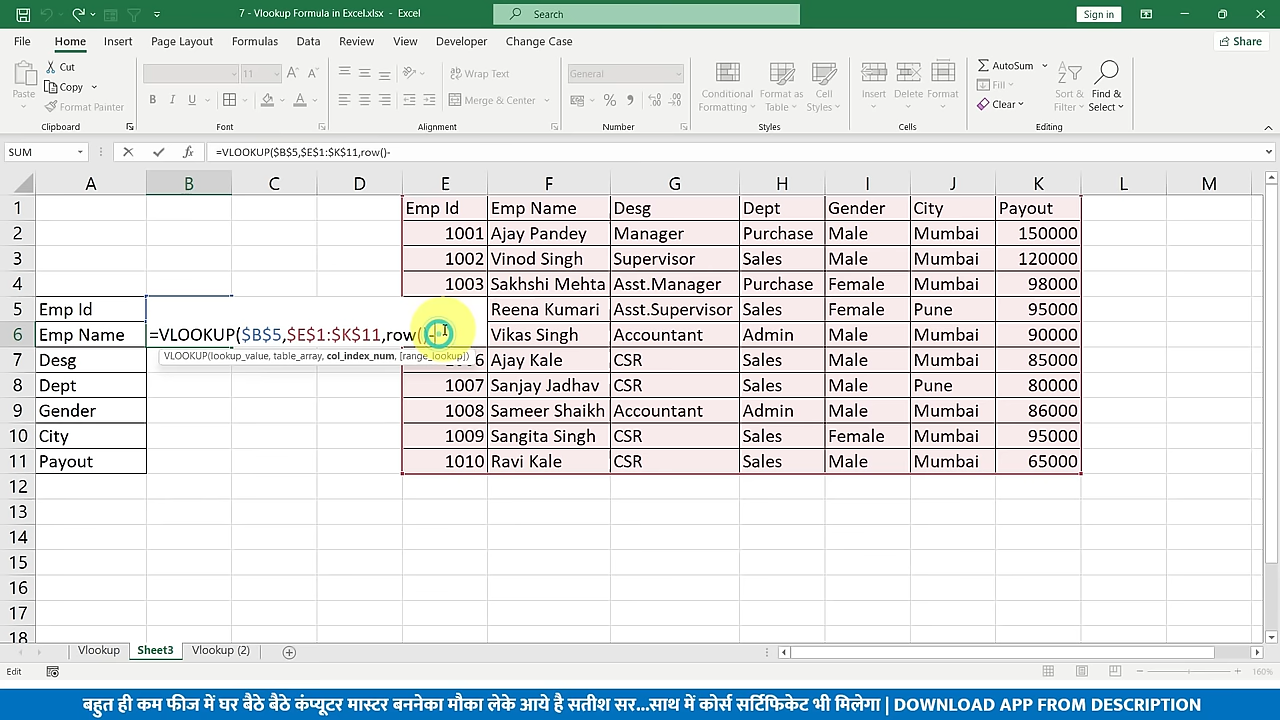 7 - Vlookup Formula in Excel.xlsx - Excel
Search
Sign in
File Home Insert Page Layout Formulas Data Review View Developer Change Case
Share
Paste
Cut
Copy
Format Painter
Clipboard
11
B I U
Font
Wrap Text
Merge & Center
Alignment
General
Number
Conditional Formatting
Format as Table
Cell Styles
Styles
Insert Delete Format
Cells
AutoSum
Fill
Clear
Sort & Filter
Find & Select
Editing
SUM
=VLOOKUP($B$5,$E$1:$K$11,row()-
A B C D E F G H I J K L M
1 Emp Id Emp Name Desg Dept Gender City Payout
2 1001 Ajay Pandey Manager Purchase Male Mumbai 150000
3 1002 Vinod Singh Supervisor Sales Male Mumbai 120000
4 1003 Sakhshi Mehta Asst.Manager Purchase Female Mumbai 98000
5 Emp Id Reena Kumari Asst.Supervisor Sales Female Pune 95000
6 Emp Name =VLOOKUP($B$5,$E$1:$K$11,row()- Vikas Singh Accountant Admin Male Mumbai 90000
VLOOKUP(lookup_value, table_array, col_index_num, [range_lookup])
7 Desg Ajay Kale CSR Sales Male Mumbai 85000
8 Dept 1007 Sanjay Jadhav CSR Sales Male Pune 80000
9 Gender 1008 Sameer Shaikh Accountant Admin Male Mumbai 86000
10 City 1009 Sangita Singh CSR Sales Female Mumbai 95000
11 Payout 1010 Ravi Kale CSR Sales Male Mumbai 65000
12
13
14
15
16
17
18
Vlookup Sheet3 Vlookup (2)
Edit
160%
बहुत ही कम फीज में घर बैठे बैठे कंप्यूटर मास्टर बननेका मौका लेके आये है सतीश सर...साथ में कोर्स सर्टिफिकेट भी मिलेगा | DOWNLOAD APP FROM DESCRIPTION